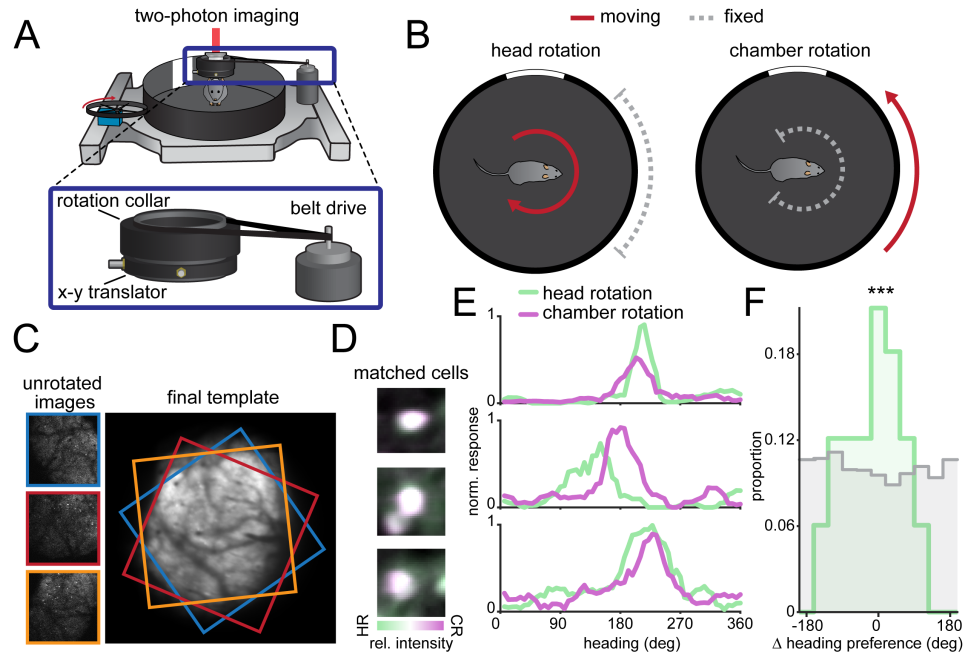 A
two-photon imaging
rotation collar
belt drive
x-y translator
B
moving
fixed
head rotation
chamber rotation
C
unrotated
images
final template
D
matched cells
HR
CR
rel. intensity
E
head rotation
chamber rotation
norm. response
1
0
1
0
1
0
0
90
180
270
360
heading (deg)
F
***
proportion
0.18
0.12
0.06
0
-180
0
180
Δ heading preference (deg)